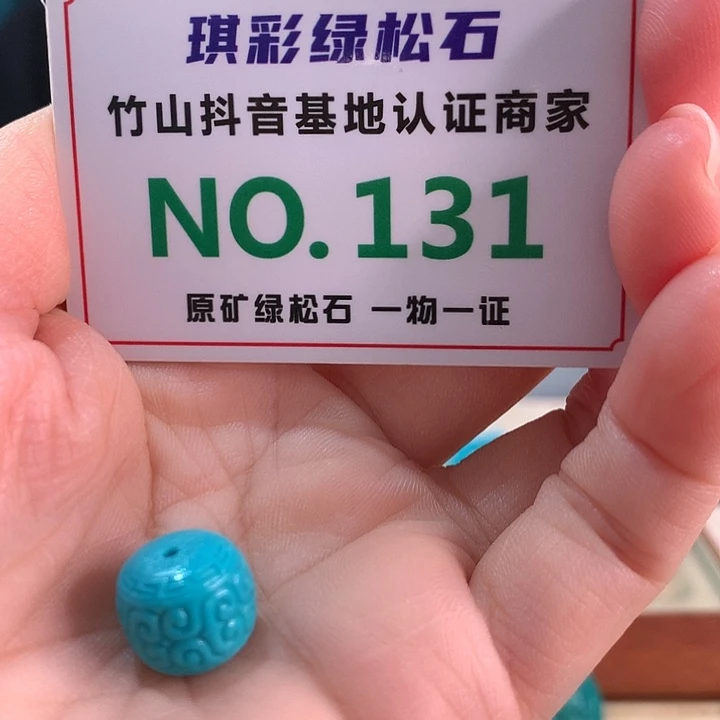 琪彩绿松石
竹山抖音基地认证商家
NO.131
原矿绿松石 一物一证